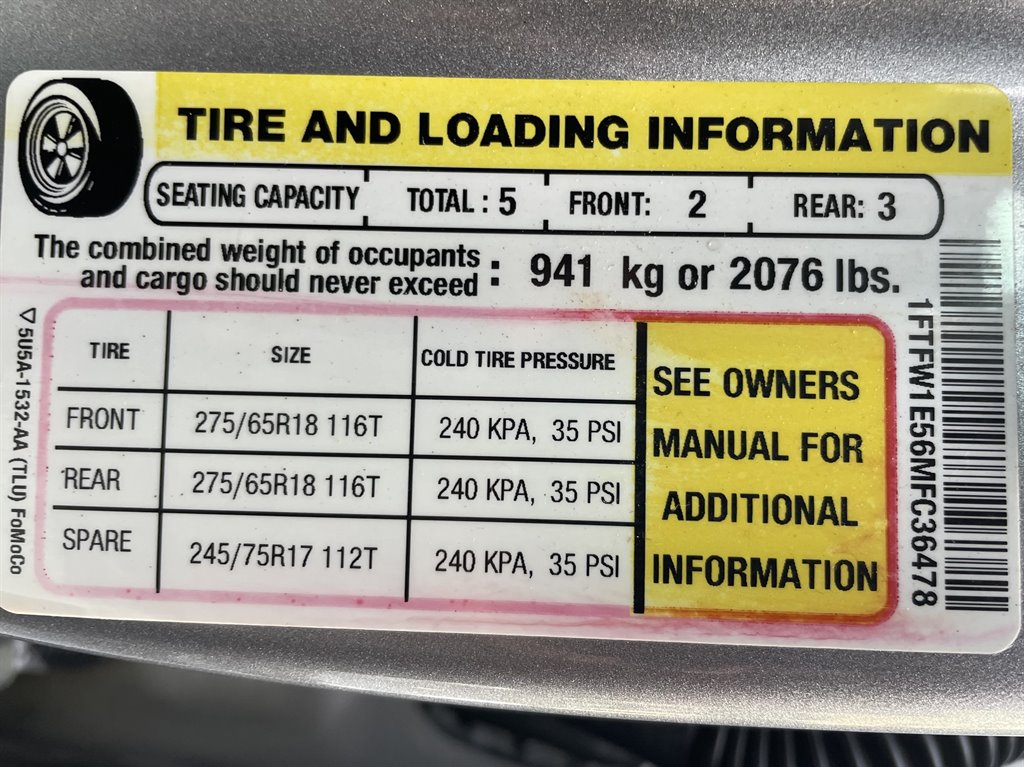 TIRE AND LOADING INFORMATION
SEATING CAPACITY TOTAL : 5 FRONT: 2 REAR: 3
The combined weight of occupants
and cargo should never exceed : 941 kg or 2076 lbs.
TIRE SIZE COLD TIRE PRESSURE
FRONT 275/65R18 116T 240 KPA, 35 PSI
REAR 275/65R18 116T 240 KPA, 35 PSI
SPARE 245/75R17 112T 240 KPA, 35 PSI
SEE OWNERS
MANUAL FOR
ADDITIONAL
INFORMATION
5U5A-1532-AA (TLU) FoMoCo
1FTFW1E56NFC36478